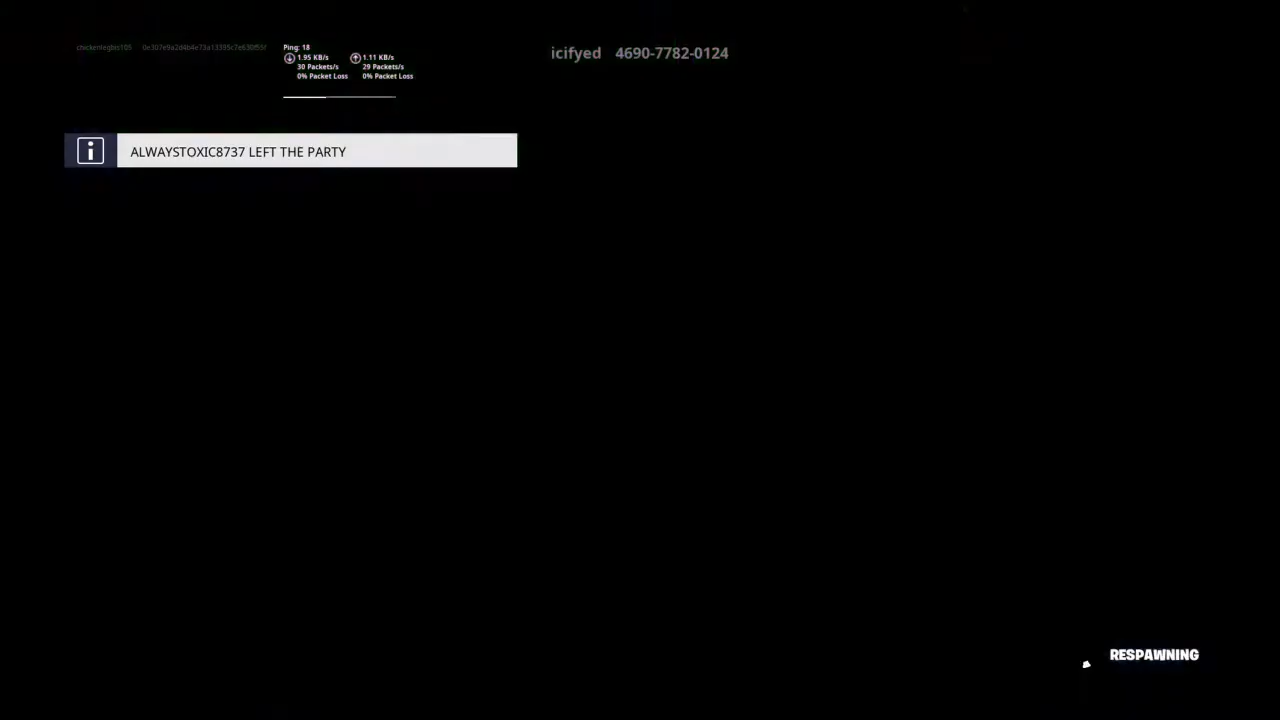 chickenlegbis105
Ping: 18
1.95 KB/s 1.11 KB/s
30 Packets/s 29 Packets/s
0% Packet Loss 0% Packet Loss
icifyed 4690-7782-0124
ALWAYSTOXIC8737 LEFT THE PARTY
RESPAWNING